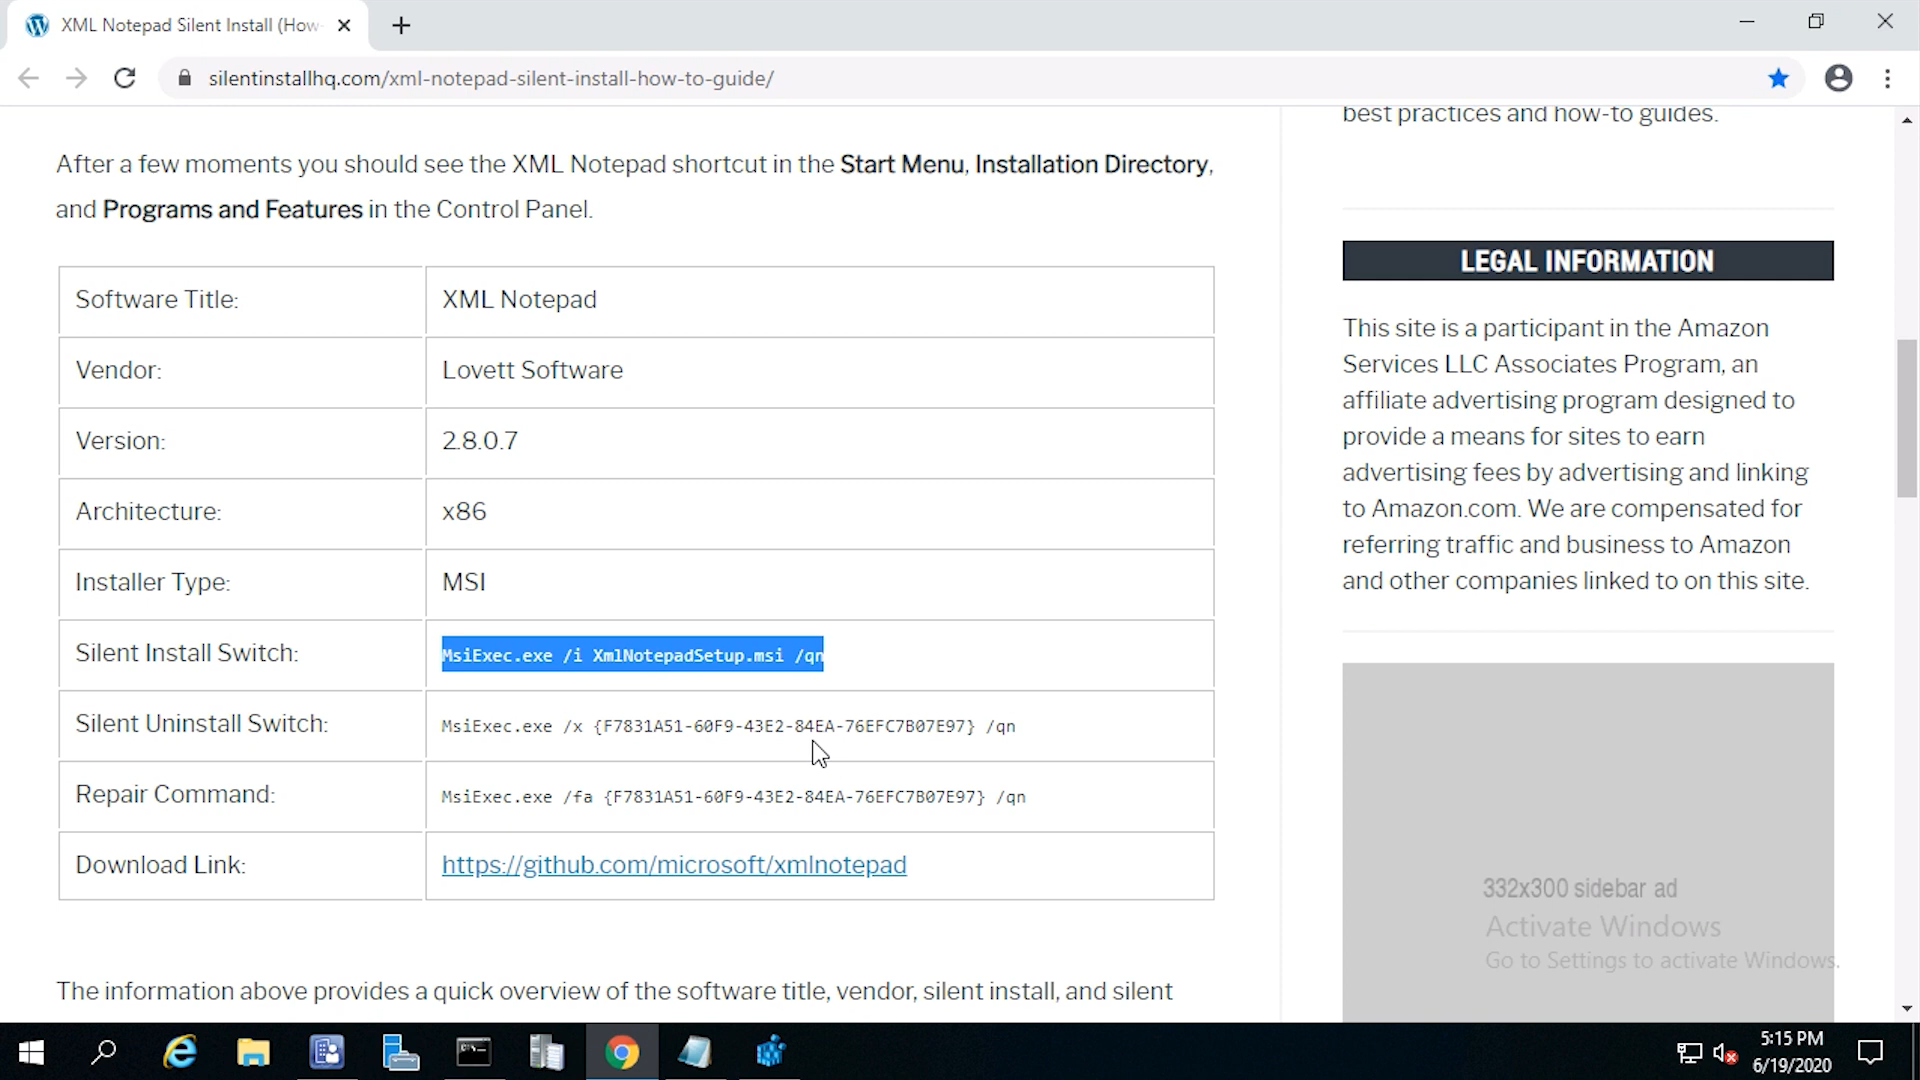 XML Notepad Silent Install (How-
silentinstallhq.com/xml-notepad-silent-install-how-to-guide/
best practices and how-to guides.
After a few moments you should see the XML Notepad shortcut in the Start Menu, Installation Directory,
and Programs and Features in the Control Panel.
Software Title: XML Notepad
Vendor: Lovett Software
Version: 2.8.0.7
Architecture: x86
Installer Type: MSI
Silent Install Switch: MsiExec.exe /i XmlNotepadSetup.msi /qn
Silent Uninstall Switch: MsiExec.exe /x {F7831A51-60F9-43E2-84EA-76EFC7B07E97} /qn
Repair Command: MsiExec.exe /fa {F7831A51-60F9-43E2-84EA-76EFC7B07E97} /qn
Download Link: https://github.com/microsoft/xmlnotepad
The information above provides a quick overview of the software title, vendor, silent install, and silent
LEGAL INFORMATION
This site is a participant in the Amazon
Services LLC Associates Program, an
affiliate advertising program designed to
provide a means for sites to earn
advertising fees by advertising and linking
to Amazon.com. We are compensated for
referring traffic and business to Amazon
and other companies linked to on this site.
332x300 sidebar ad
Activate Windows
Go to Settings to activate Windows.
5:15 PM
6/19/2020